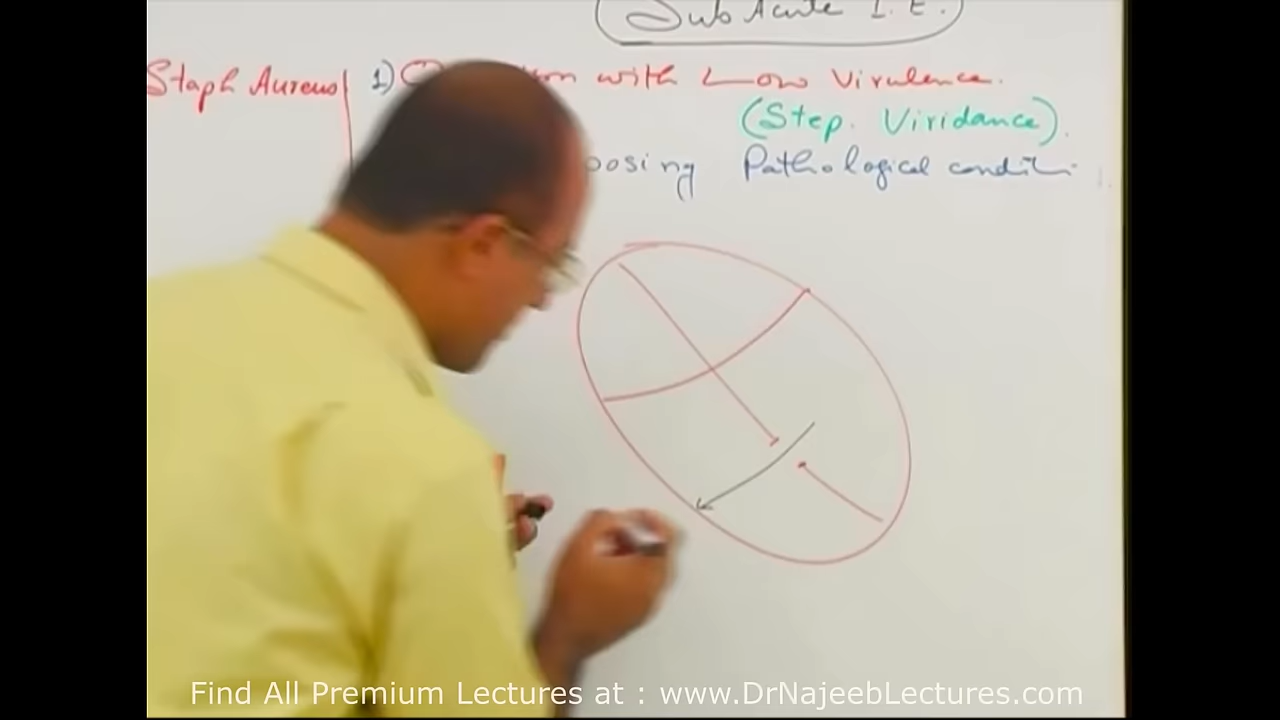 Sub Acute I.E.
Staph Aureus 1) with Low Virulence.
(Step. Viridance).
Pathological
Find All Premium Lectures at : www.DrNajeebLectures.com